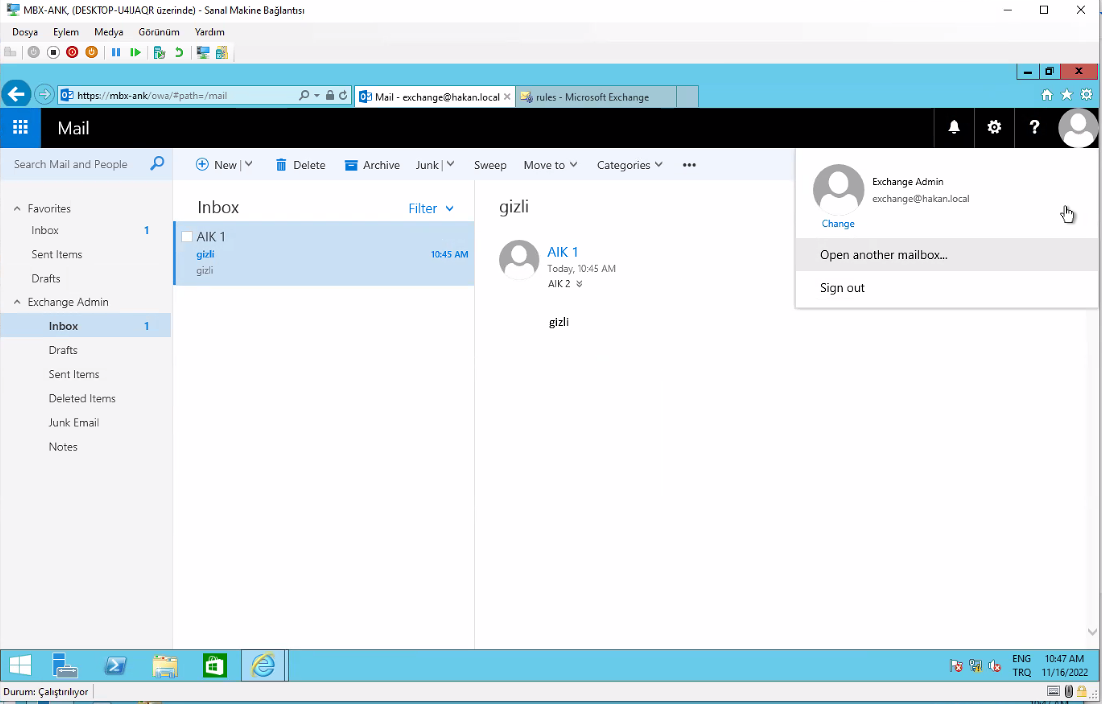 MBX-ANK, (DESKTOP-U4UAQR üzerinde) - Sanal Makine Bağlantısı
Dosya Eylem Medya Görünüm Yardım
https://mbx-ank/owa/#path=/mail
Mail - exchange@hakan.local
rules - Microsoft Exchange
Mail
?
Search Mail and People
New
Delete
Archive
Junk
Sweep
Move to
Categories
•••
Favorites
Inbox 1
Sent Items
Drafts
Exchange Admin
Inbox 1
Drafts
Sent Items
Deleted Items
Junk Email
Notes
Inbox
Filter
AIK 1
gizli 10:45 AM
gizli
gizli
AIK 1
Today, 10:45 AM
AIK 2
gizli
Exchange Admin
exchange@hakan.local
Change
Open another mailbox...
Sign out
ENG 10:47 AM
TRQ 11/16/2022
Durum: Çalıştırılıyor